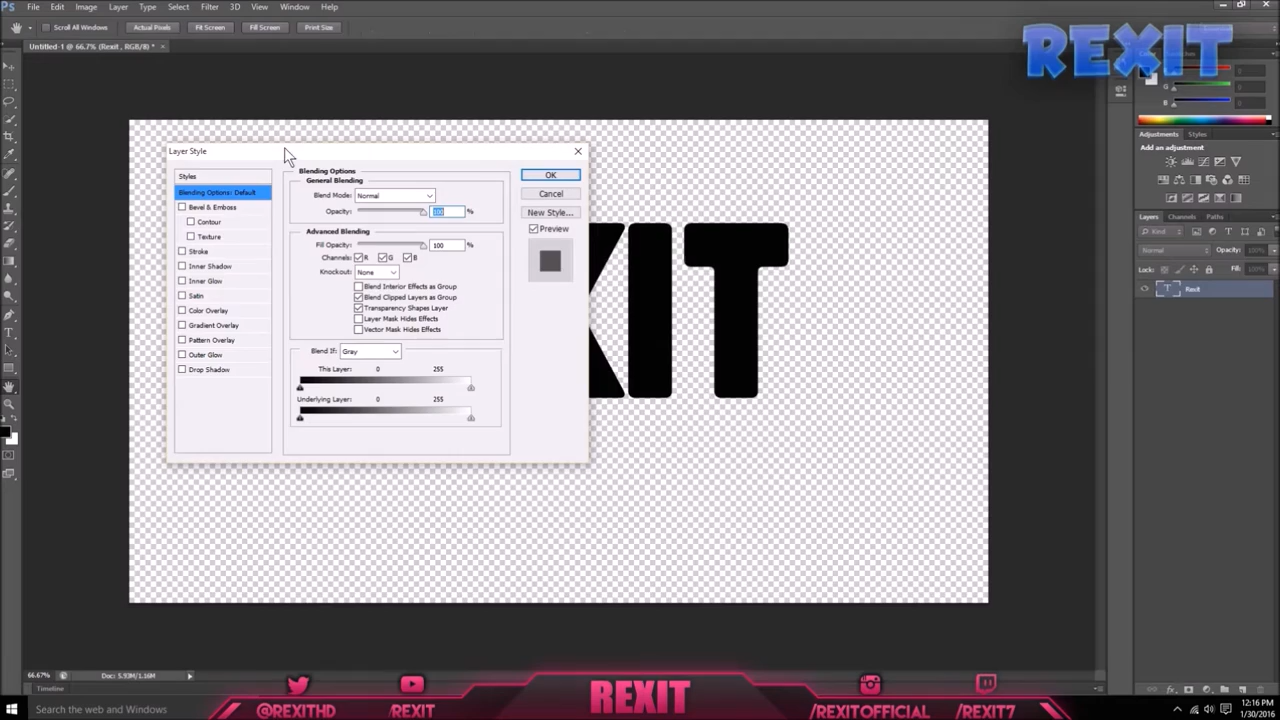 Ps File Edit Image Layer Type Select Filter 3D View Window Help
Scroll All Windows Actual Pixels Fit Screen Fill Screen Print Size
Untitled-1 @ 66.7% (Rexit , RGB/8) * ×
REXIT
Layer Style
Styles
Blending Options: Default
Bevel & Emboss
Contour
Texture
Stroke
Inner Shadow
Inner Glow
Satin
Color Overlay
Gradient Overlay
Pattern Overlay
Outer Glow
Drop Shadow
Blending Options
General Blending
Blend Mode: Normal
Opacity: 100 %
Advanced Blending
Fill Opacity: 100 %
Channels: R G B
Knockout: None
Blend Interior Effects as Group
Blend Clipped Layers as Group
Transparency Shapes Layer
Layer Mask Hides Effects
Vector Mask Hides Effects
Blend If: Gray
This Layer: 0 255
Underlying Layer: 0 255
OK
Cancel
New Style...
Preview
XIT
R 0
G 0
B 0
Adjustments Styles
Add an adjustment
Layers Channels Paths
Kind
Normal Opacity: 100%
Lock: Fill: 100%
T Rexit
66.67% Doc: 5.93M/1.16M
Timeline
Search the web and Windows
@REXITHD /REXIT REXIT /REXITOFFICIAL /REXIT7
12:16 PM
1/30/2016